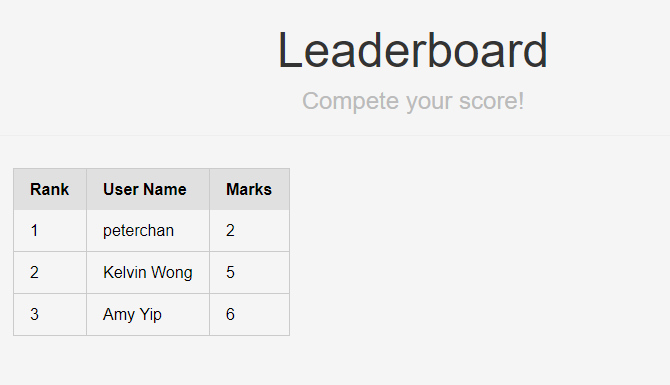 Leaderboard
Compete your score!
Rank User Name Marks
1 peterchan 2
2 Kelvin Wong 5
3 Amy Yip 6